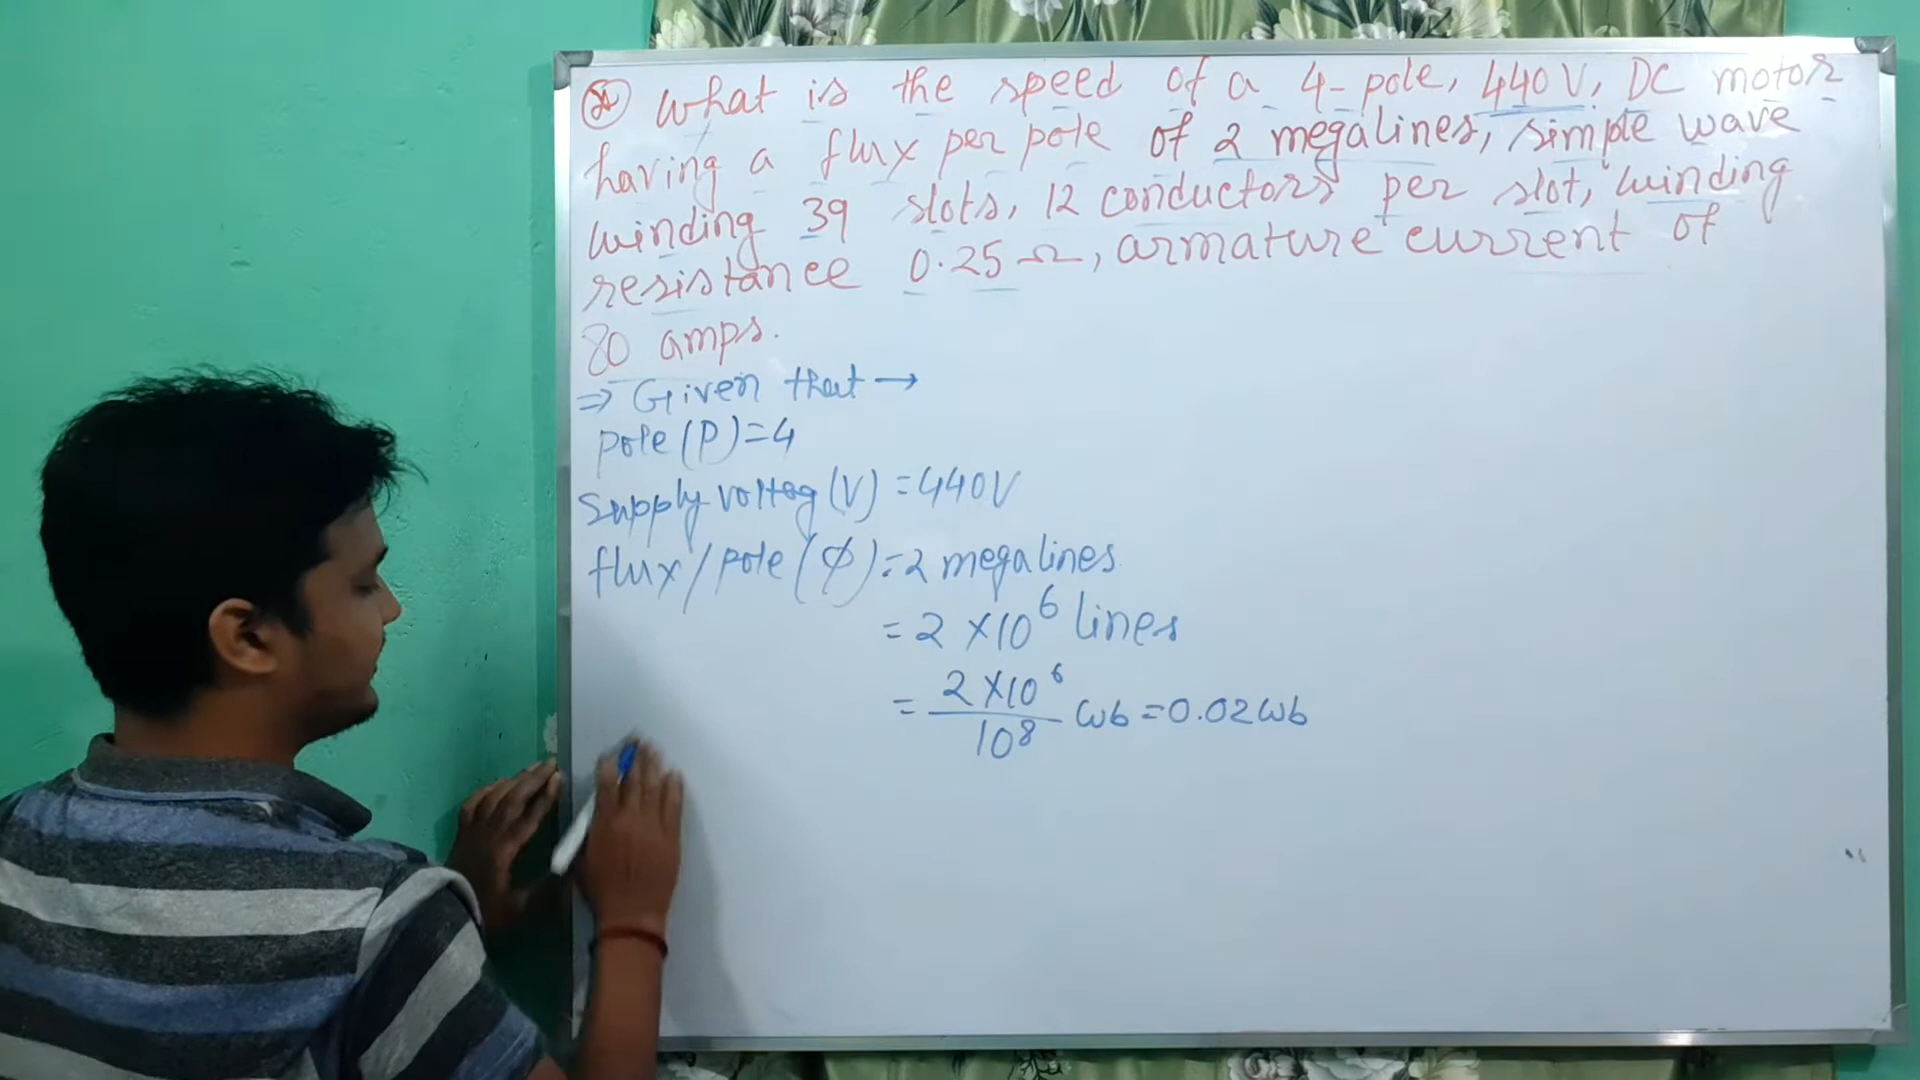 * What is the speed of a 4-pole, 440V, DC motor
having a flux per pole of 2 megalines, simple wave
winding 39 slots, 12 conductors per slot, winding
resistance 0.25 Ω, armature current of
80 amps.
⇒ Given that →
pole (P) = 4
supply voltag (V) = 440V
flux/pole (Φ) = 2 megalines
= 2 × 10⁶ lines
= 2 × 10⁶ / 10⁸ wb = 0.02 wb